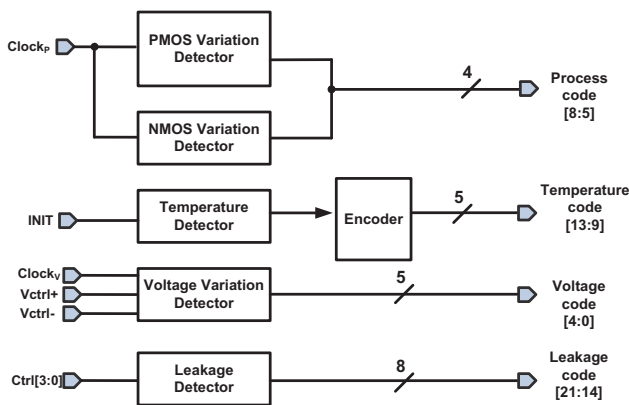 Clockₚ
PMOS Variation
Detector
NMOS Variation
Detector
4
Process
code
[8:5]
INIT
Temperature
Detector
Encoder
5
Temperature
code
[13:9]
Clockᵥ
Vctrl+
Vctrl-
Voltage Variation
Detector
5
Voltage
code
[4:0]
Ctrl[3:0]
Leakage
Detector
8
Leakage
code
[21:14]